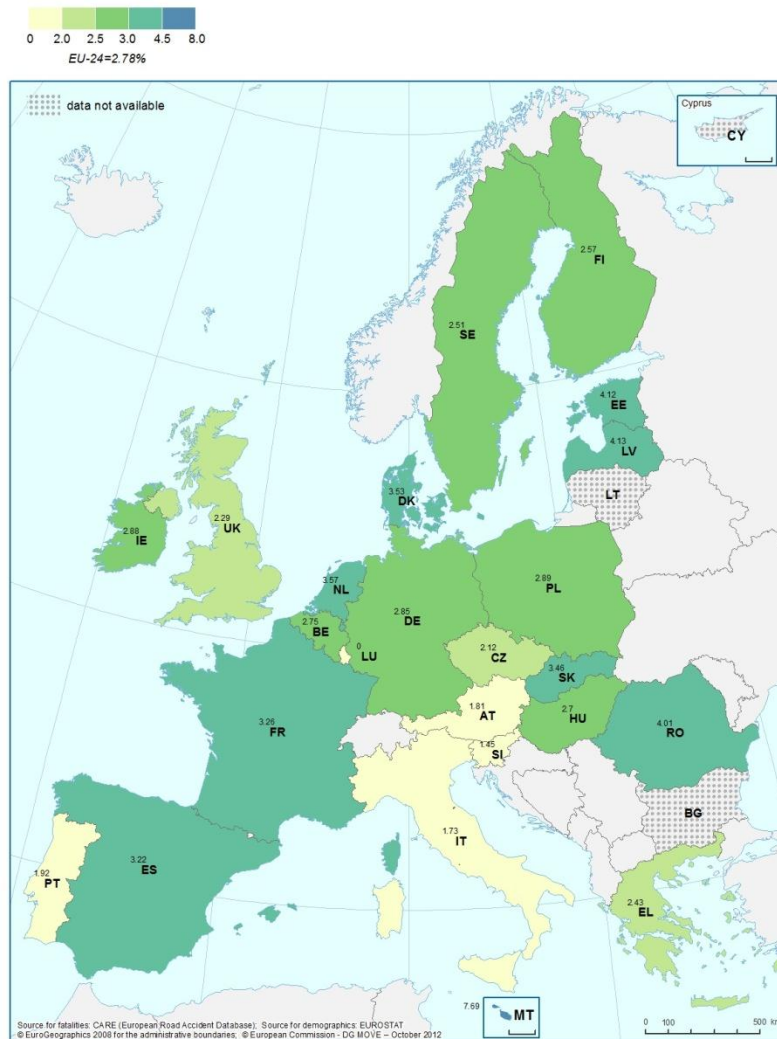 0 2.0 2.5 3.0 4.5 8.0
EU-24=2.78%
data not available
Cyprus
CY
2.57
FI
2.51
SE
4.12
EE
4.13
LV
LT
3.53
DK
2.88
IE
2.29
UK
3.57
NL
2.89
PL
2.85
DE
2.75
BE
0
LU
2.12
CZ
3.46
SK
1.81
AT
2.7
HU
3.26
FR
1.45
SI
4.01
RO
BG
1.73
IT
3.22
ES
1.92
PT
2.43
EL
7.69
MT
Source for fatalities: CARE (European Road Accident Database); Source for demographics: EUROSTAT
© EuroGeographics 2008 for the administrative boundaries; © European Commission - DG MOVE – October 2012
0 100 500